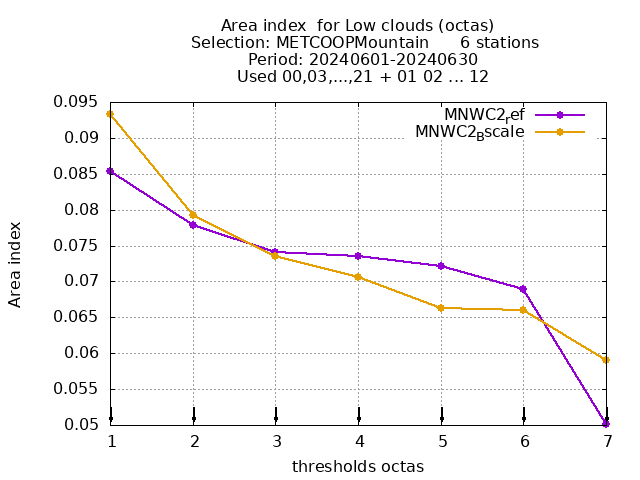 Area index  for Low clouds (octas)
Selection: METCOOPMountain      6 stations
Period: 20240601-20240630
Used 00,03,...,21 + 01 02 ... 12
MNWC2ref
MNWC2Bscale
0.095
0.09
0.085
0.08
0.075
0.07
0.065
0.06
0.055
0.05
Area index
1 2 3 4 5 6 7
thresholds octas